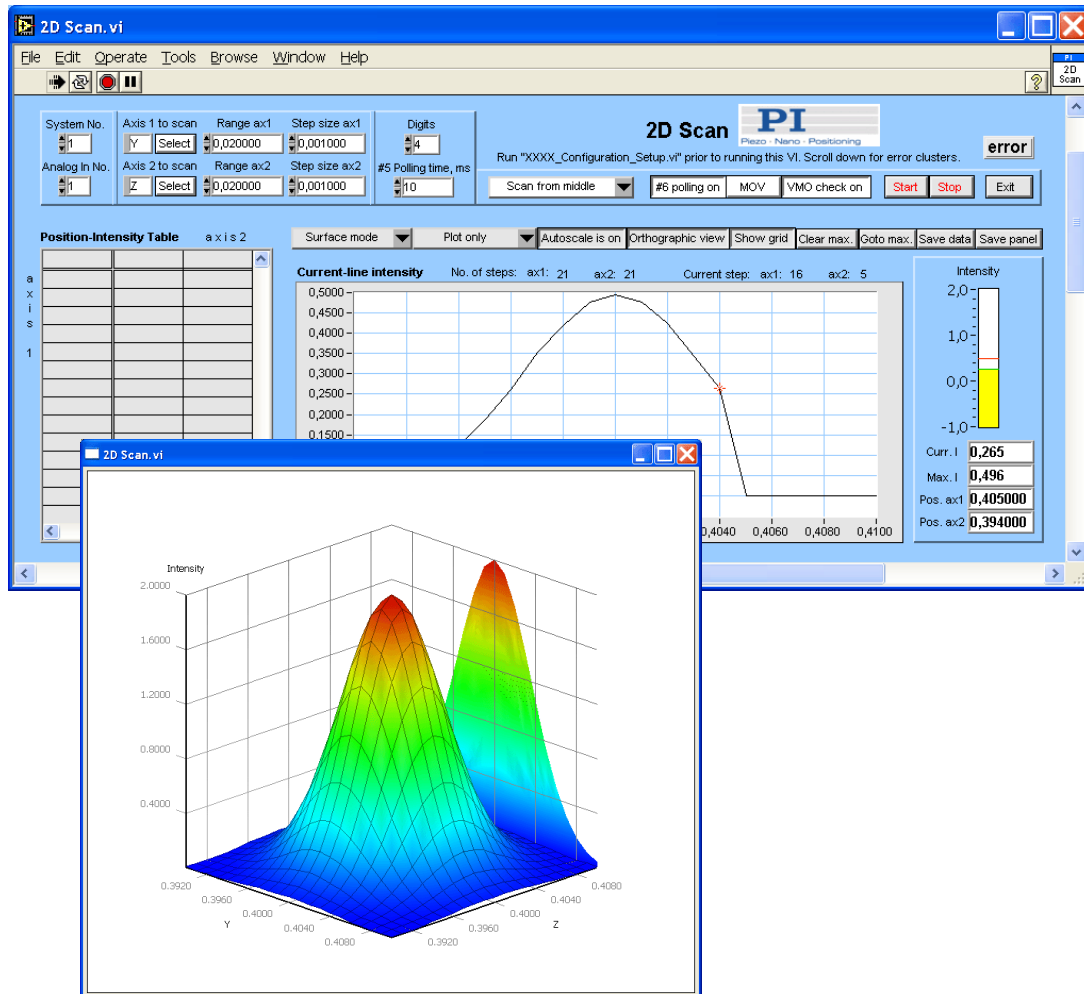 2D Scan.vi
File Edit Operate Tools Browse Window Help
PI
2D
Scan
?
System No.
1
Analog In No.
1
Axis 1 to scan Range ax1 Step size ax1
Y Select 0,020000 0,001000
Axis 2 to scan Range ax2 Step size ax2
Z Select 0,020000 0,001000
Digits
4
#5 Polling time, ms
10
2D Scan
PI
Piezo - Nano - Positioning
error
Run "XXXX_Configuration_Setup.vi" prior to running this VI. Scroll down for error clusters.
Scan from middle #6 polling on MOV VMO check on Start Stop Exit
Position-Intensity Table axis2
axis 1
Surface mode Plot only Autoscale is on Orthographic view Show grid Clear max. Goto max. Save data Save panel
Current-line intensity No. of steps: ax1: 21 ax2: 21 Current step: ax1: 16 ax2: 5
0,5000
0,4500
0,4000
0,3500
0,3000
0,2500
0,2000
0,1500
0,4040 0,4060 0,4080 0,4100
Intensity
2,0
1,0
0,0
-1,0
Curr. I 0,265
Max. I 0,496
Pos. ax1 0,405000
Pos. ax2 0,394000
2D Scan.vi
Intensity
2.0000
1.6000
1.2000
0.8000
0.4000
0.3920 0.3960 0.4000 0.4040 0.4080
Y
0.3920 0.3960 0.4000 0.4040 0.4080
Z